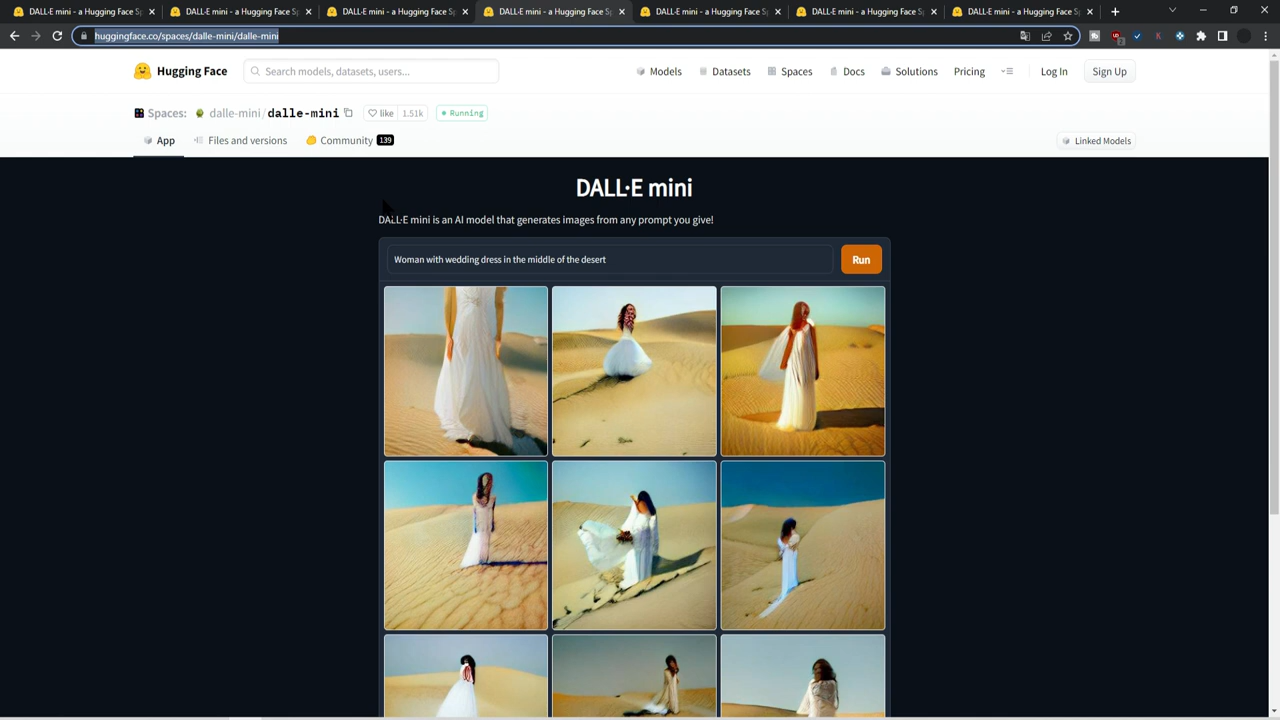 DALL·E mini - a Hugging Face Sp
DALL·E mini - a Hugging Face Sp
DALL·E mini - a Hugging Face Sp
DALL·E mini - a Hugging Face Sp
DALL·E mini - a Hugging Face Sp
DALL·E mini - a Hugging Face Sp
DALL·E mini - a Hugging Face Sp
huggingface.co/spaces/dalle-mini/dalle-mini
Hugging Face
Search models, datasets, users...
Models
Datasets
Spaces
Docs
Solutions
Pricing
Log In
Sign Up
Spaces:
dalle-mini/dalle-mini
like
1.51k
Running
App
Files and versions
Community
139
Linked Models
DALL·E mini
DALL·E mini is an AI model that generates images from any prompt you give!
Woman with wedding dress in the middle of the desert
Run